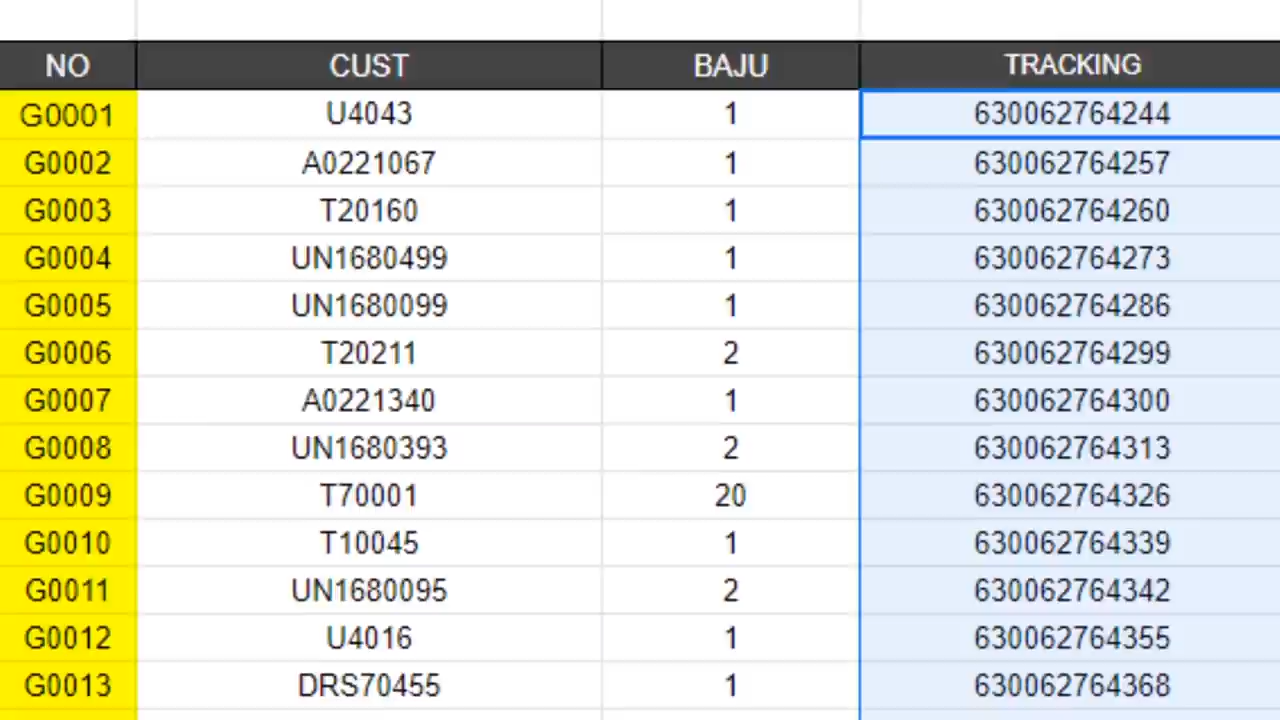 NO CUST BAJU TRACKING
G0001 U4043 1 630062764244
G0002 A0221067 1 630062764257
G0003 T20160 1 630062764260
G0004 UN1680499 1 630062764273
G0005 UN1680099 1 630062764286
G0006 T20211 2 630062764299
G0007 A0221340 1 630062764300
G0008 UN1680393 2 630062764313
G0009 T70001 20 630062764326
G0010 T10045 1 630062764339
G0011 UN1680095 2 630062764342
G0012 U4016 1 630062764355
G0013 DRS70455 1 630062764368